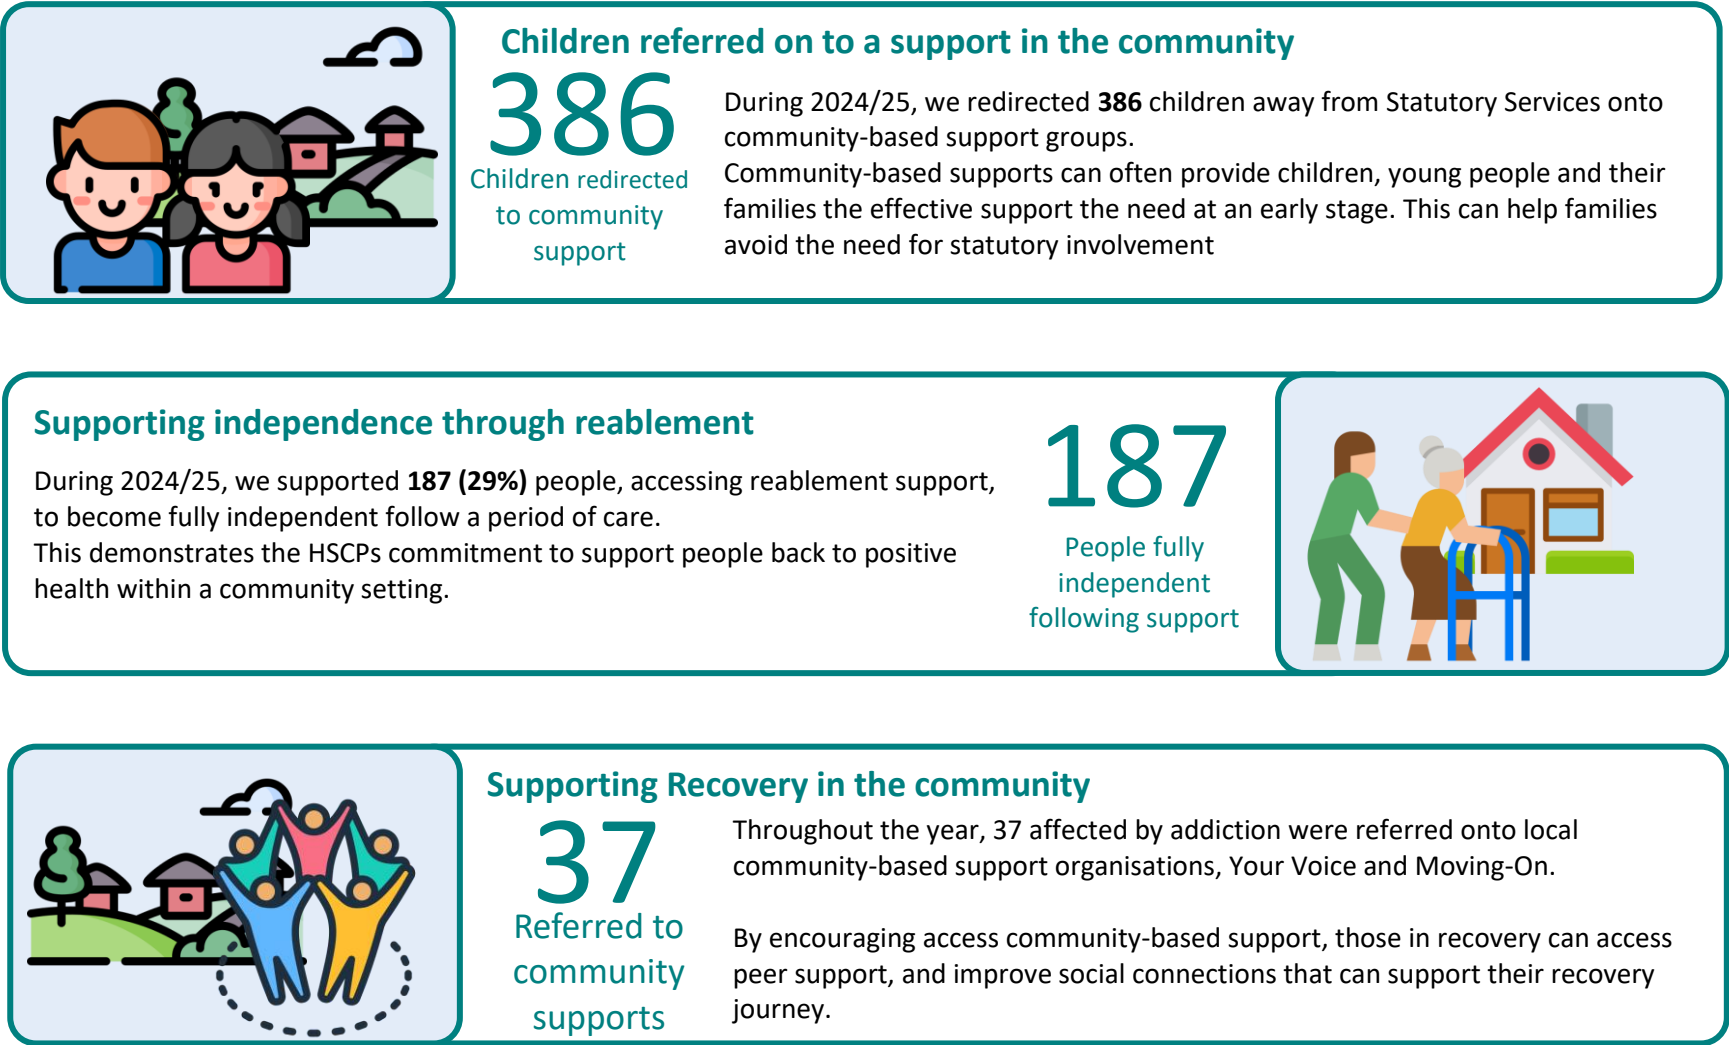 Children referred on to a support in the community
386
Children redirected
to community
support
During 2024/25, we redirected 386 children away from Statutory Services onto
community-based support groups.
Community-based supports can often provide children, young people and their
families the effective support the need at an early stage. This can help families
avoid the need for statutory involvement
Supporting independence through reablement
During 2024/25, we supported 187 (29%) people, accessing reablement support,
to become fully independent follow a period of care.
This demonstrates the HSCPs commitment to support people back to positive
health within a community setting.
187
People fully
independent
following support
Supporting Recovery in the community
37
Referred to
community
supports
Throughout the year, 37 affected by addiction were referred onto local
community-based support organisations, Your Voice and Moving-On.
By encouraging access community-based support, those in recovery can access
peer support, and improve social connections that can support their recovery
journey.